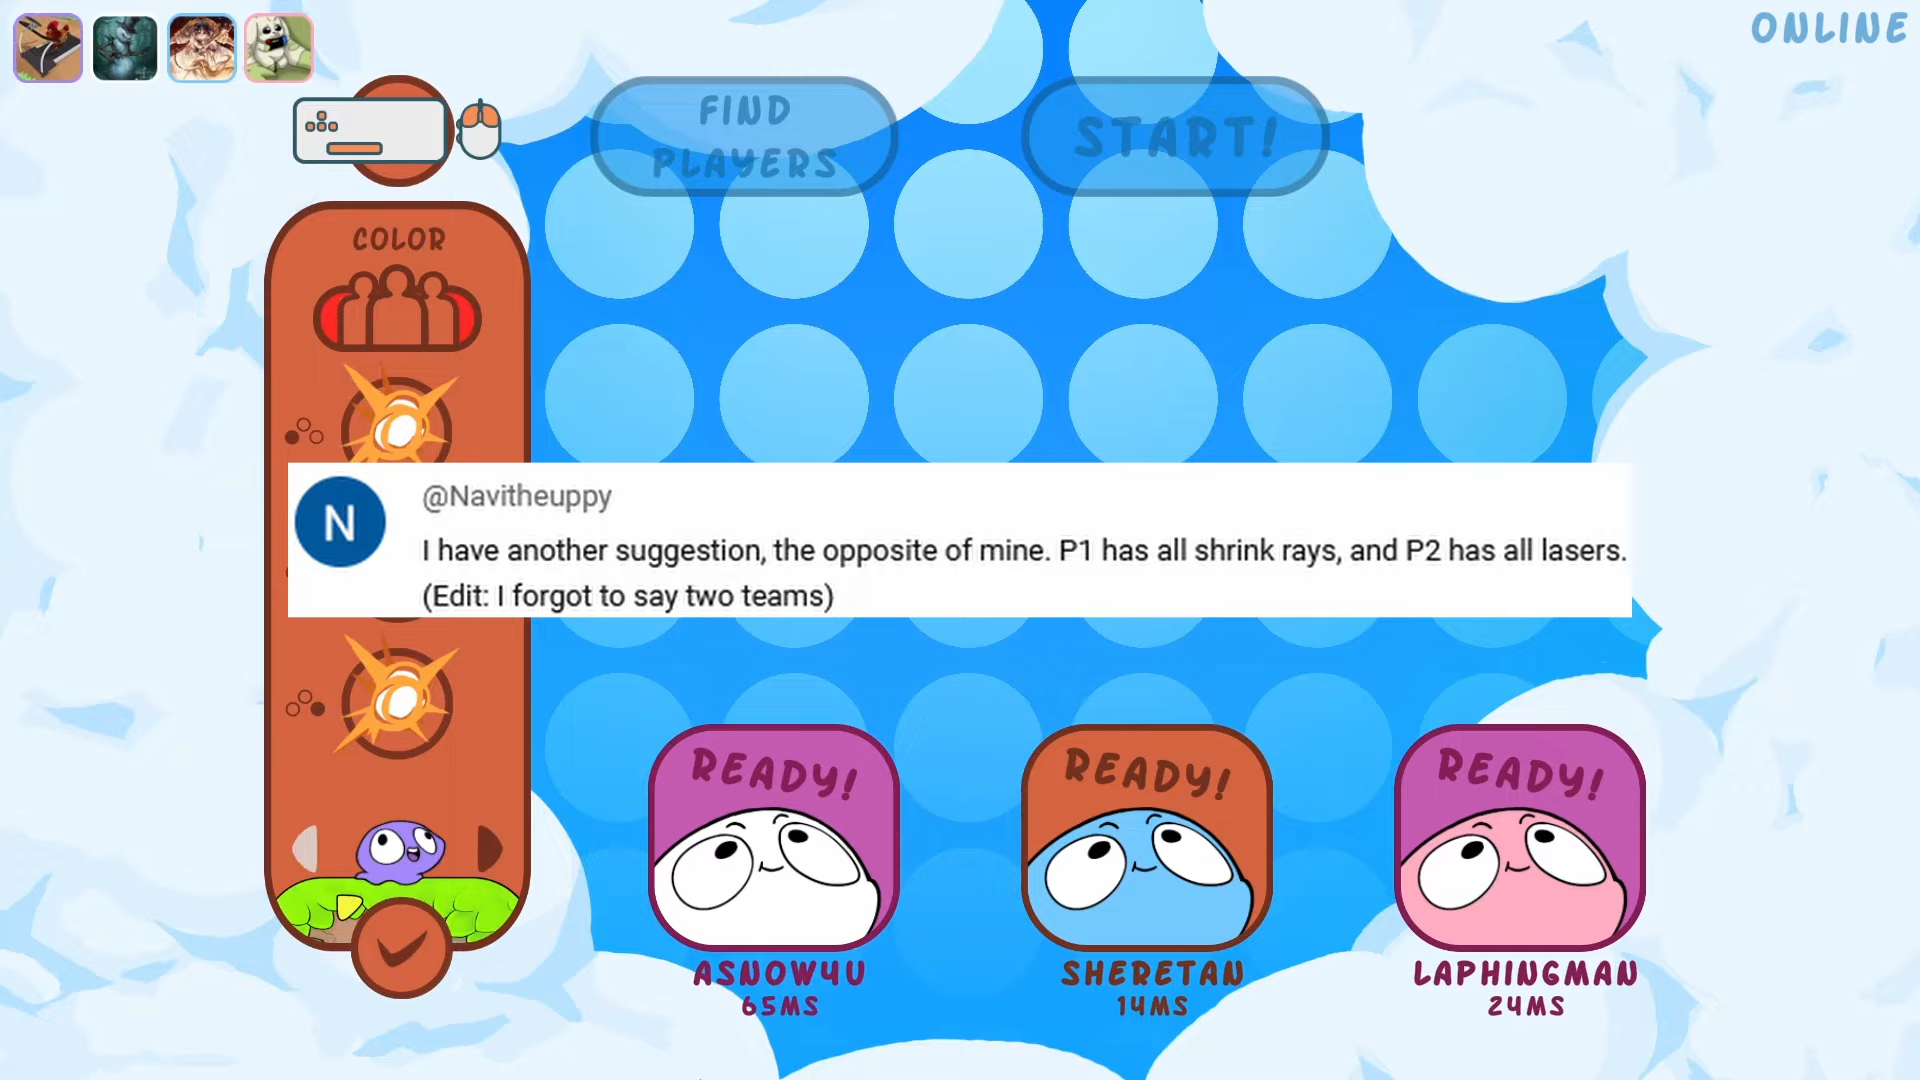 ONLINE
FIND
PLAYERS
START!
COLOR
N
@Navitheuppy
I have another suggestion, the opposite of mine. P1 has all shrink rays, and P2 has all lasers.
(Edit: I forgot to say two teams)
READY!
READY!
READY!
ASNOW4U
65MS
SHERETAN
14MS
LAPHINGMAN
24MS